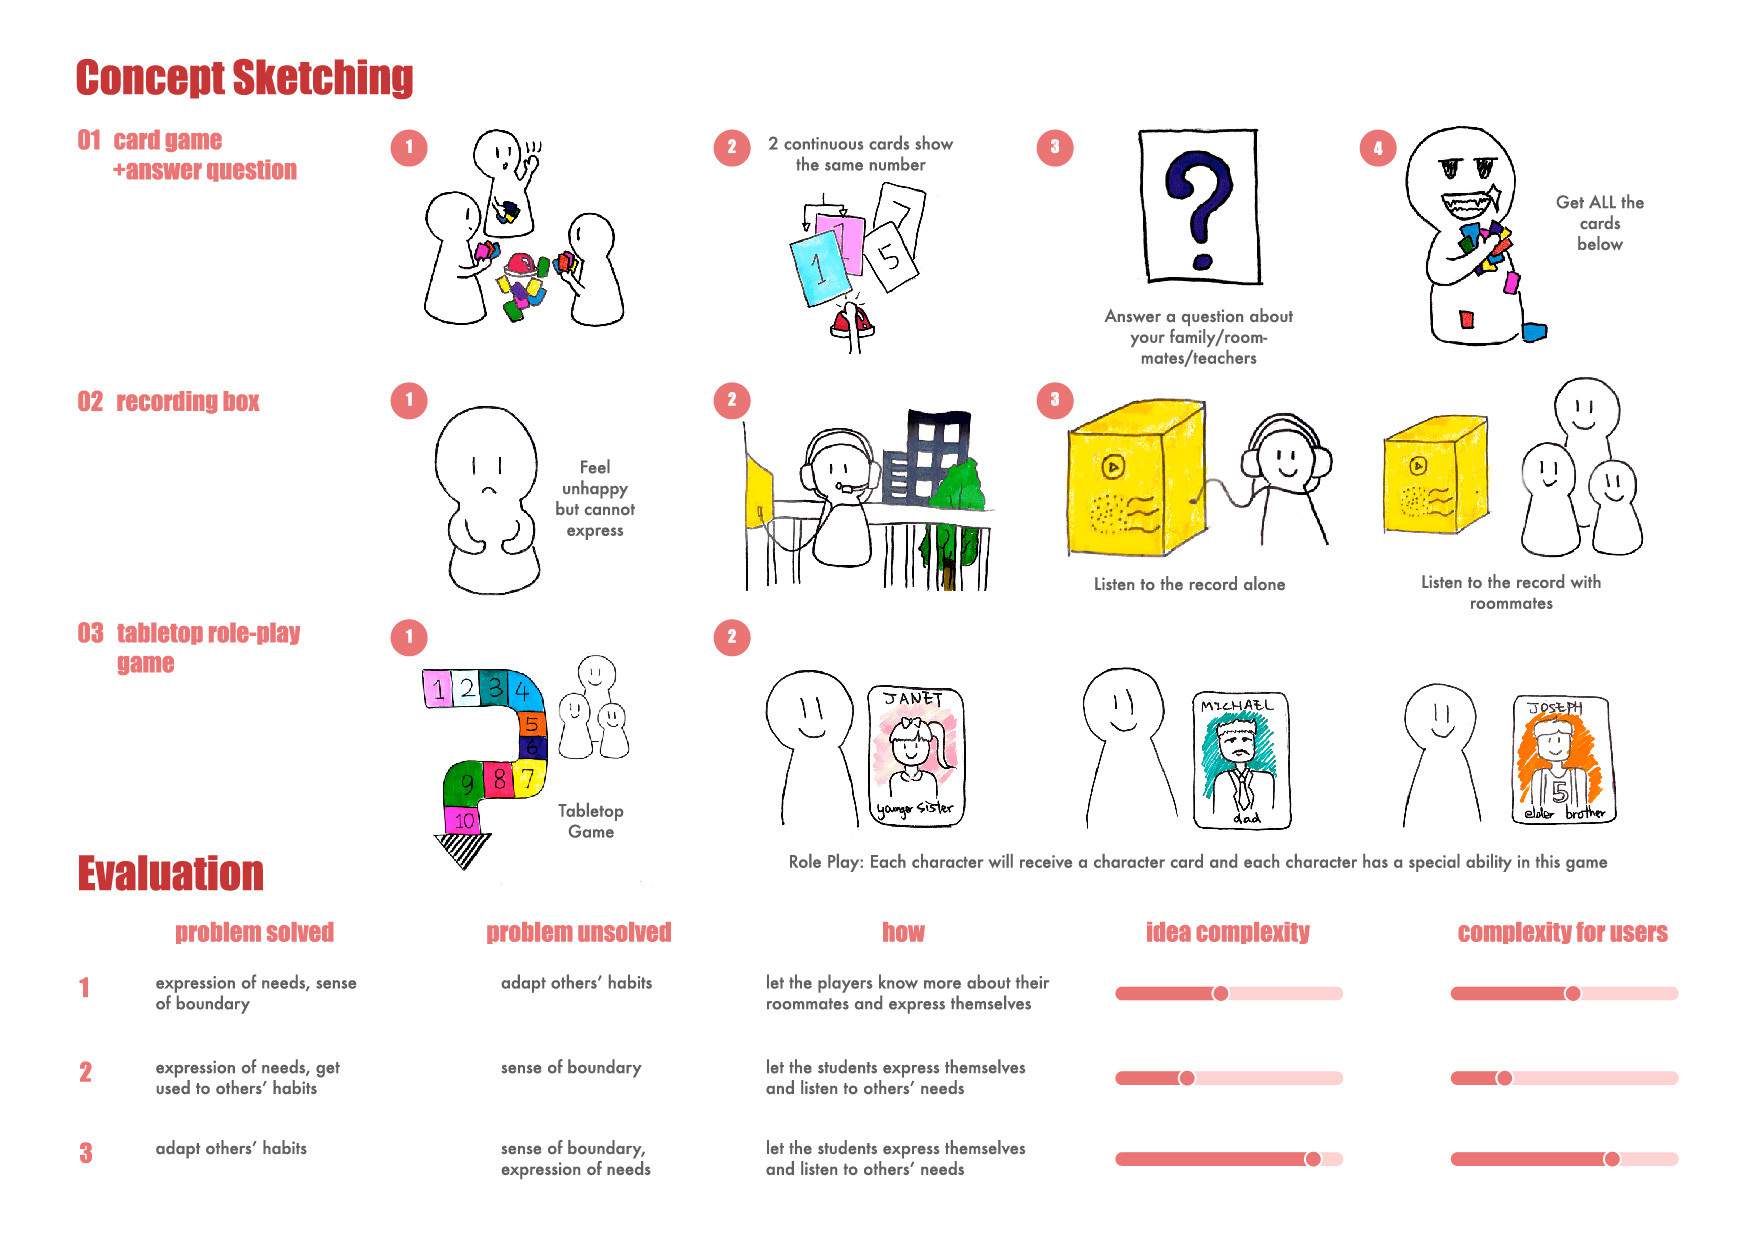 Concept Sketching
01 card game
+answer question
1
2
2 continuous cards show
the same number
7
1
1
5
3
?
Answer a question about
your family/room-
mates/teachers
4
Get ALL the
cards
below
02 recording box
1
Feel
unhappy
but cannot
express
2
3
Listen to the record alone
Listen to the record with
roommates
03 tabletop role-play
game
1
1 2 3 4
5
6
9 8 7
10
Tabletop
Game
2
JANET
younger sister
MICHAEL
dad
JOSEPH
5
elder brother
Role Play: Each character will receive a character card and each character has a special ability in this game
Evaluation
problem solved
problem unsolved
how
idea complexity
complexity for users
1
expression of needs, sense
of boundary
adapt others’ habits
let the players know more about their
roommates and express themselves
2
expression of needs, get
used to others’ habits
sense of boundary
let the students express themselves
and listen to others’ needs
3
adapt others’ habits
sense of boundary,
expression of needs
let the students express themselves
and listen to others’ needs